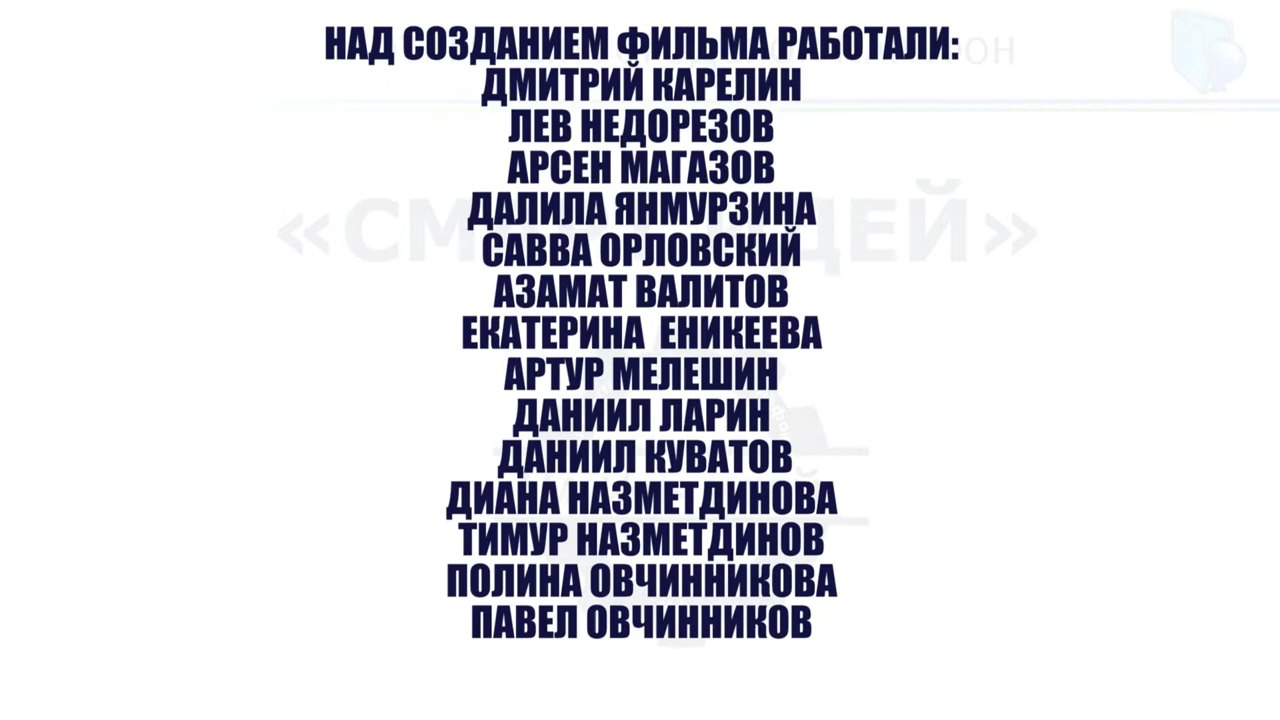 НАД СОЗДАНИЕМ ФИЛЬМА РАБОТАЛИ:
ДМИТРИЙ КАРЕЛИН
ЛЕВ НЕДОРЕЗОВ
АРСЕН МАГАЗОВ
ДАЛИЛА ЯНМУРЗИНА
САВВА ОРЛОВСКИЙ
АЗАМАТ ВАЛИТОВ
ЕКАТЕРИНА ЕНИКЕЕВА
АРТУР МЕЛЕШИН
ДАНИИЛ ЛАРИН
ДАНИИЛ КУВАТОВ
ДИАНА НАЗМЕТДИНОВА
ТИМУР НАЗМЕТДИНОВ
ПОЛИНА ОВЧИННИКОВА
ПАВЕЛ ОВЧИННИКОВ